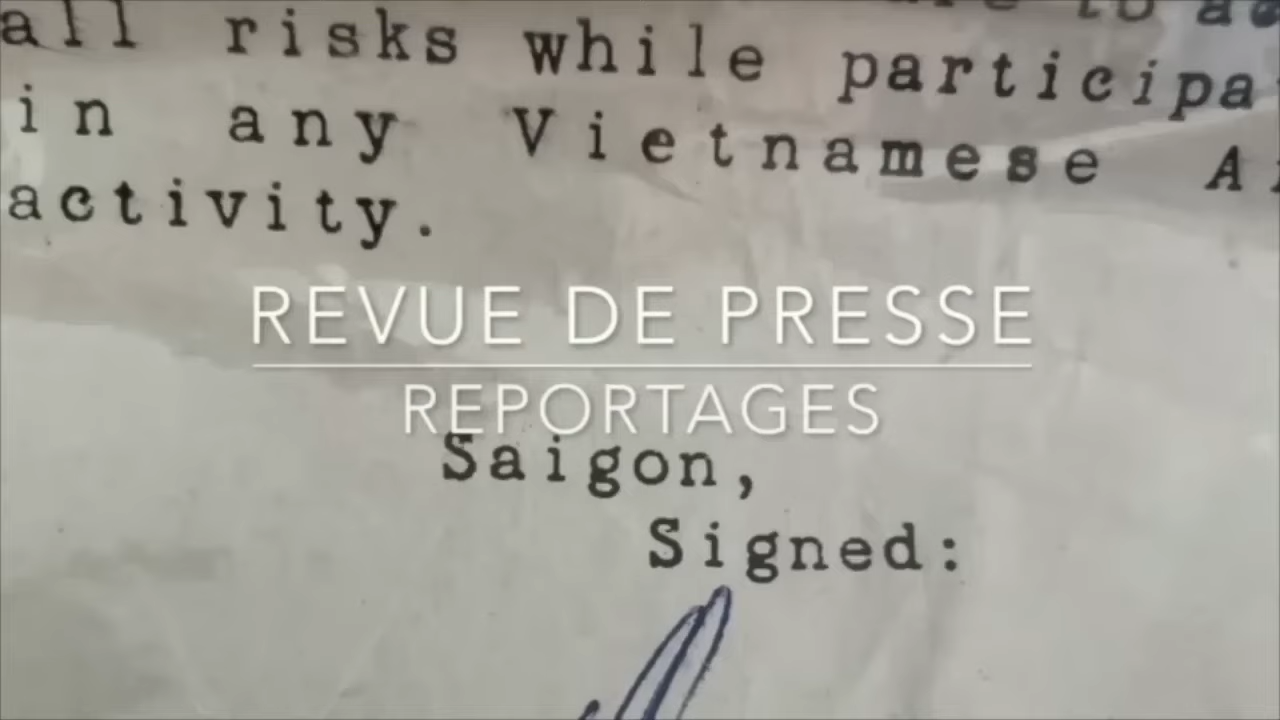 all risks while participa
in any Vietnamese
activity.
REVUE DE PRESSE
REPORTAGES
Saigon,
Signed: